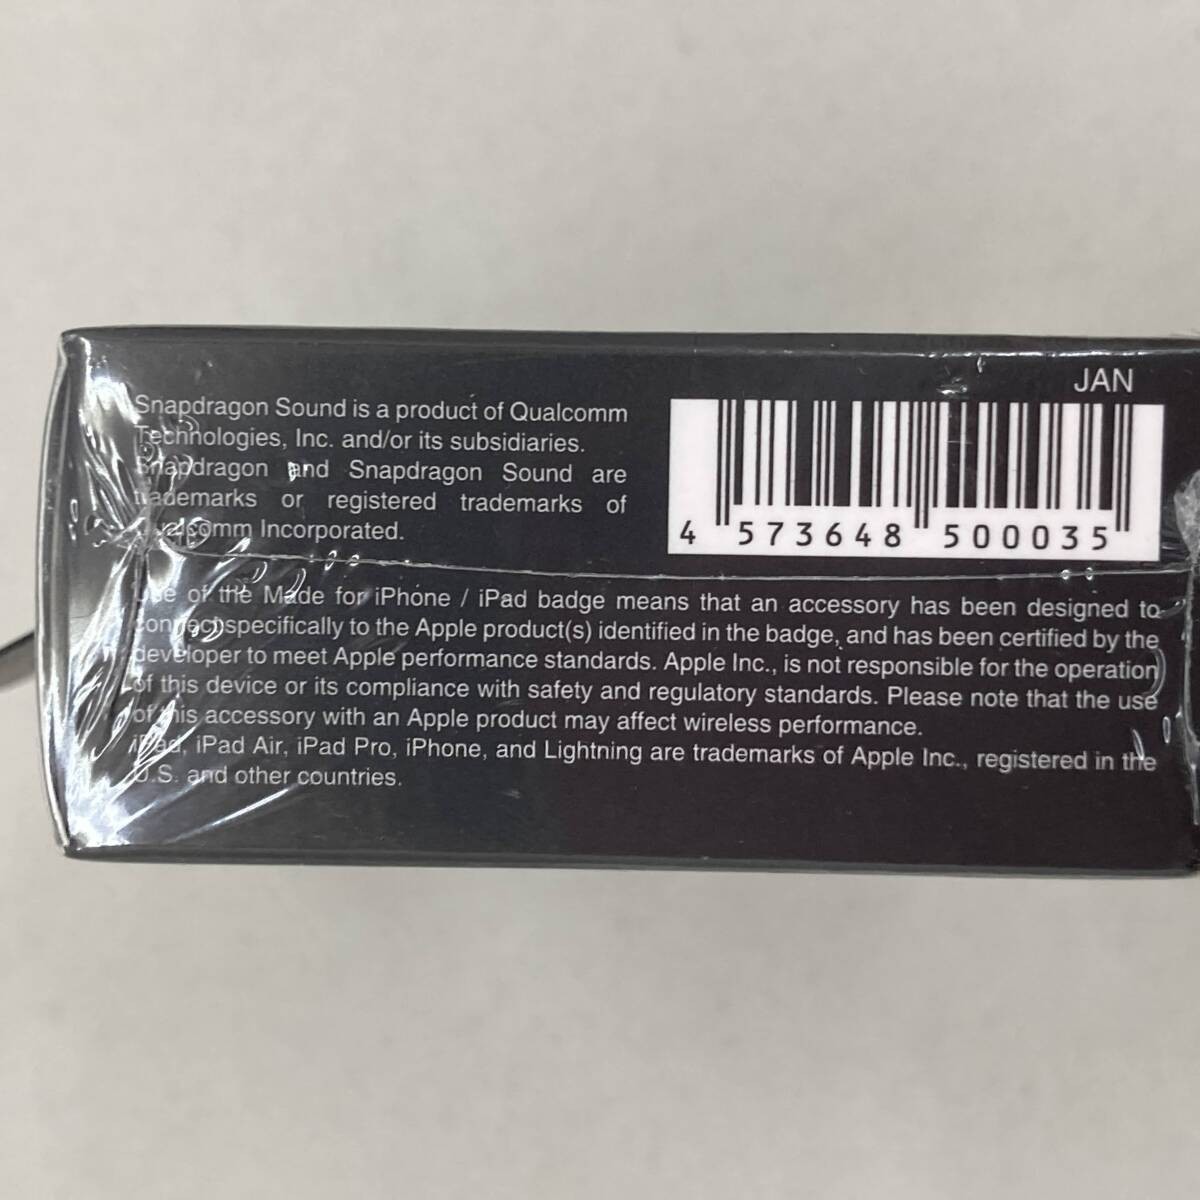 Snapdragon Sound is a product of Qualcomm
Technologies, Inc. and/or its subsidiaries.
Snapdragon and Snapdragon Sound are
trademarks or registered trademarks of
Qualcomm Incorporated.
JAN
4 573648 500035
Use of the Made for iPhone / iPad badge means that an accessory has been designed to
connect specifically to the Apple product(s) identified in the badge, and has been certified by the
developer to meet Apple performance standards. Apple Inc., is not responsible for the operation
of this device or its compliance with safety and regulatory standards. Please note that the use
of this accessory with an Apple product may affect wireless performance.
iPad, iPad Air, iPad Pro, iPhone, and Lightning are trademarks of Apple Inc., registered in the
U.S. and other countries.